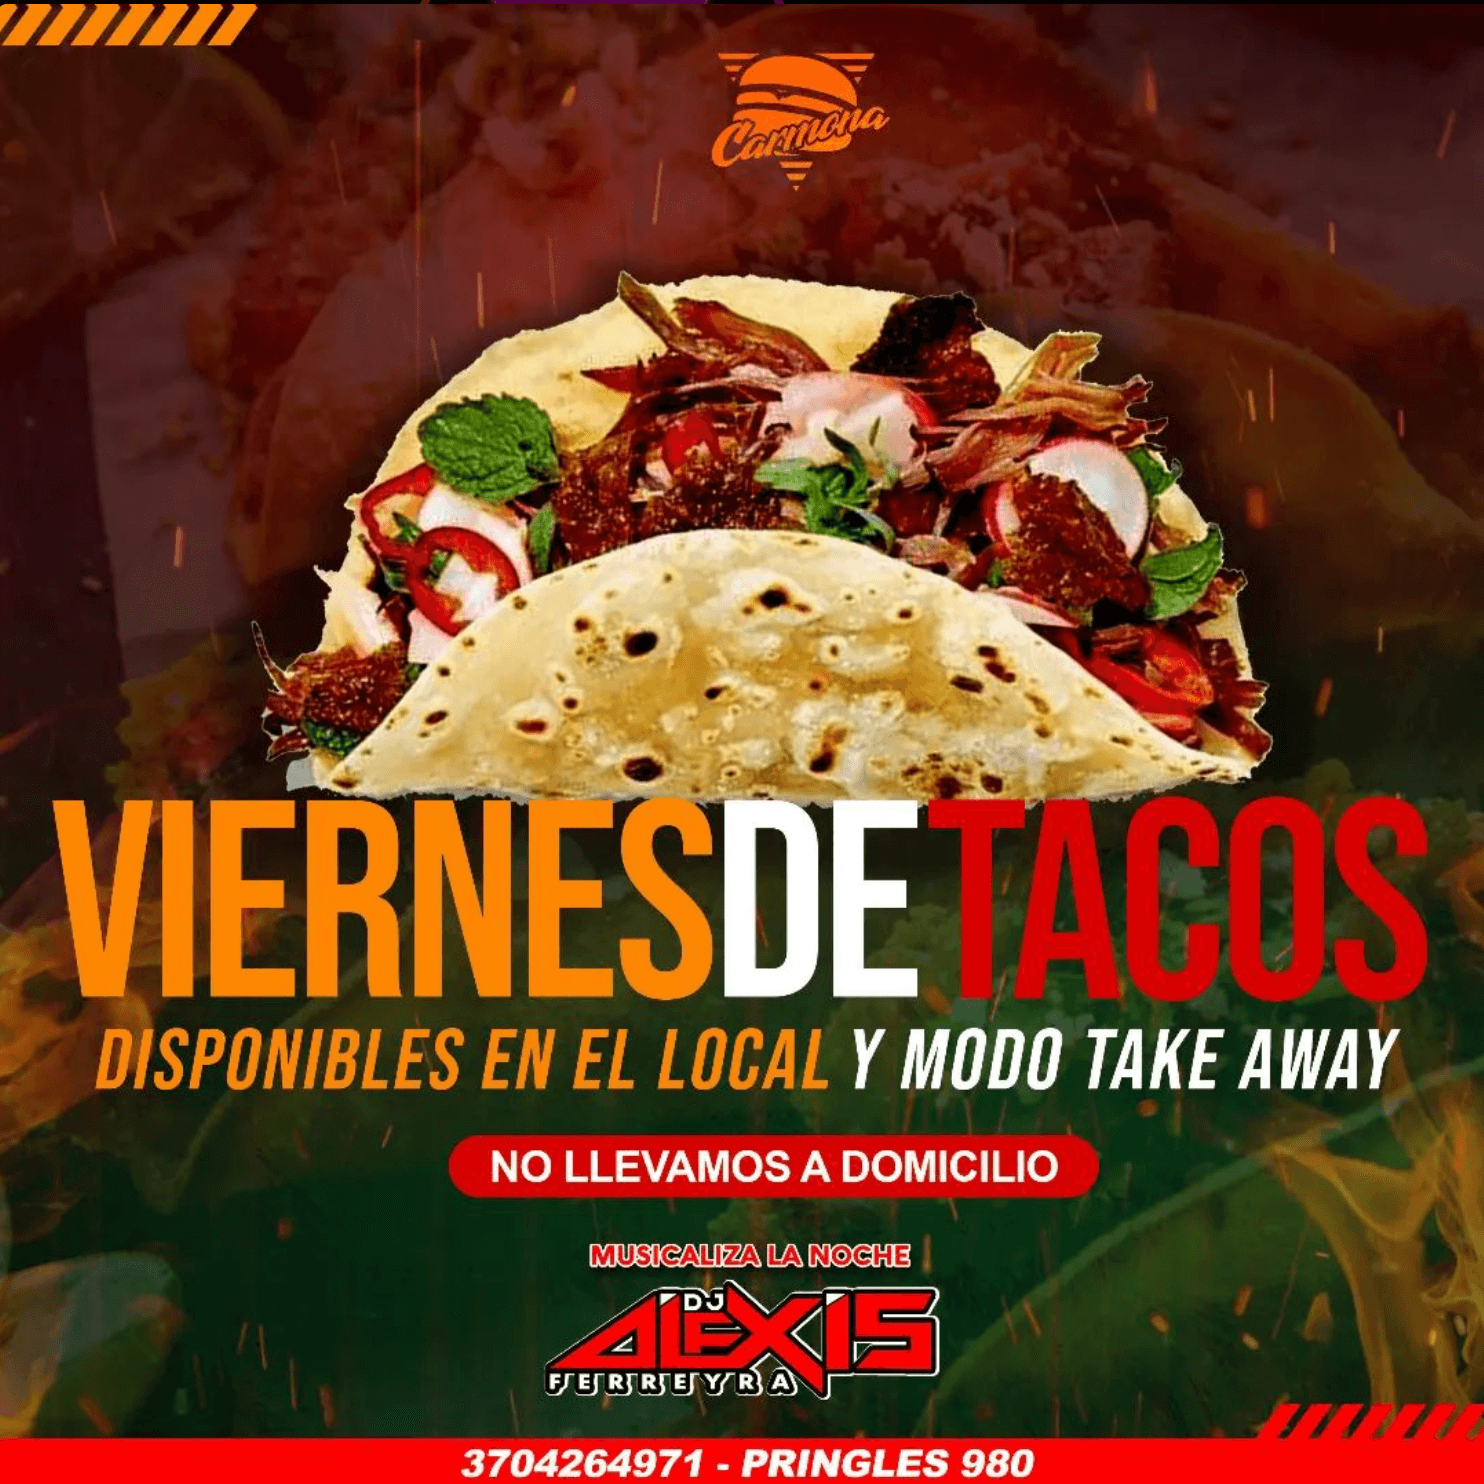 Carmona
VIERNESDETACOS
DISPONIBLES EN EL LOCAL Y MODO TAKE AWAY
NO LLEVAMOS A DOMICILIO
MUSICALIZA LA NOCHE
DJ
ALEXIS
FERREYRA
3704264971 - PRINGLES 980